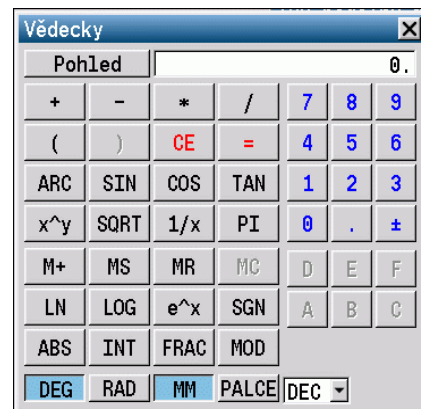 Vědecky
Pohled 0.
+ - * / 7 8 9
( ) CE = 4 5 6
ARC SIN COS TAN 1 2 3
x^y SQRT 1/x PI 0 . ±
M+ MS MR MC D E F
LN LOG e^x SGN A B C
ABS INT FRAC MOD
DEG RAD MM PALCE DEC